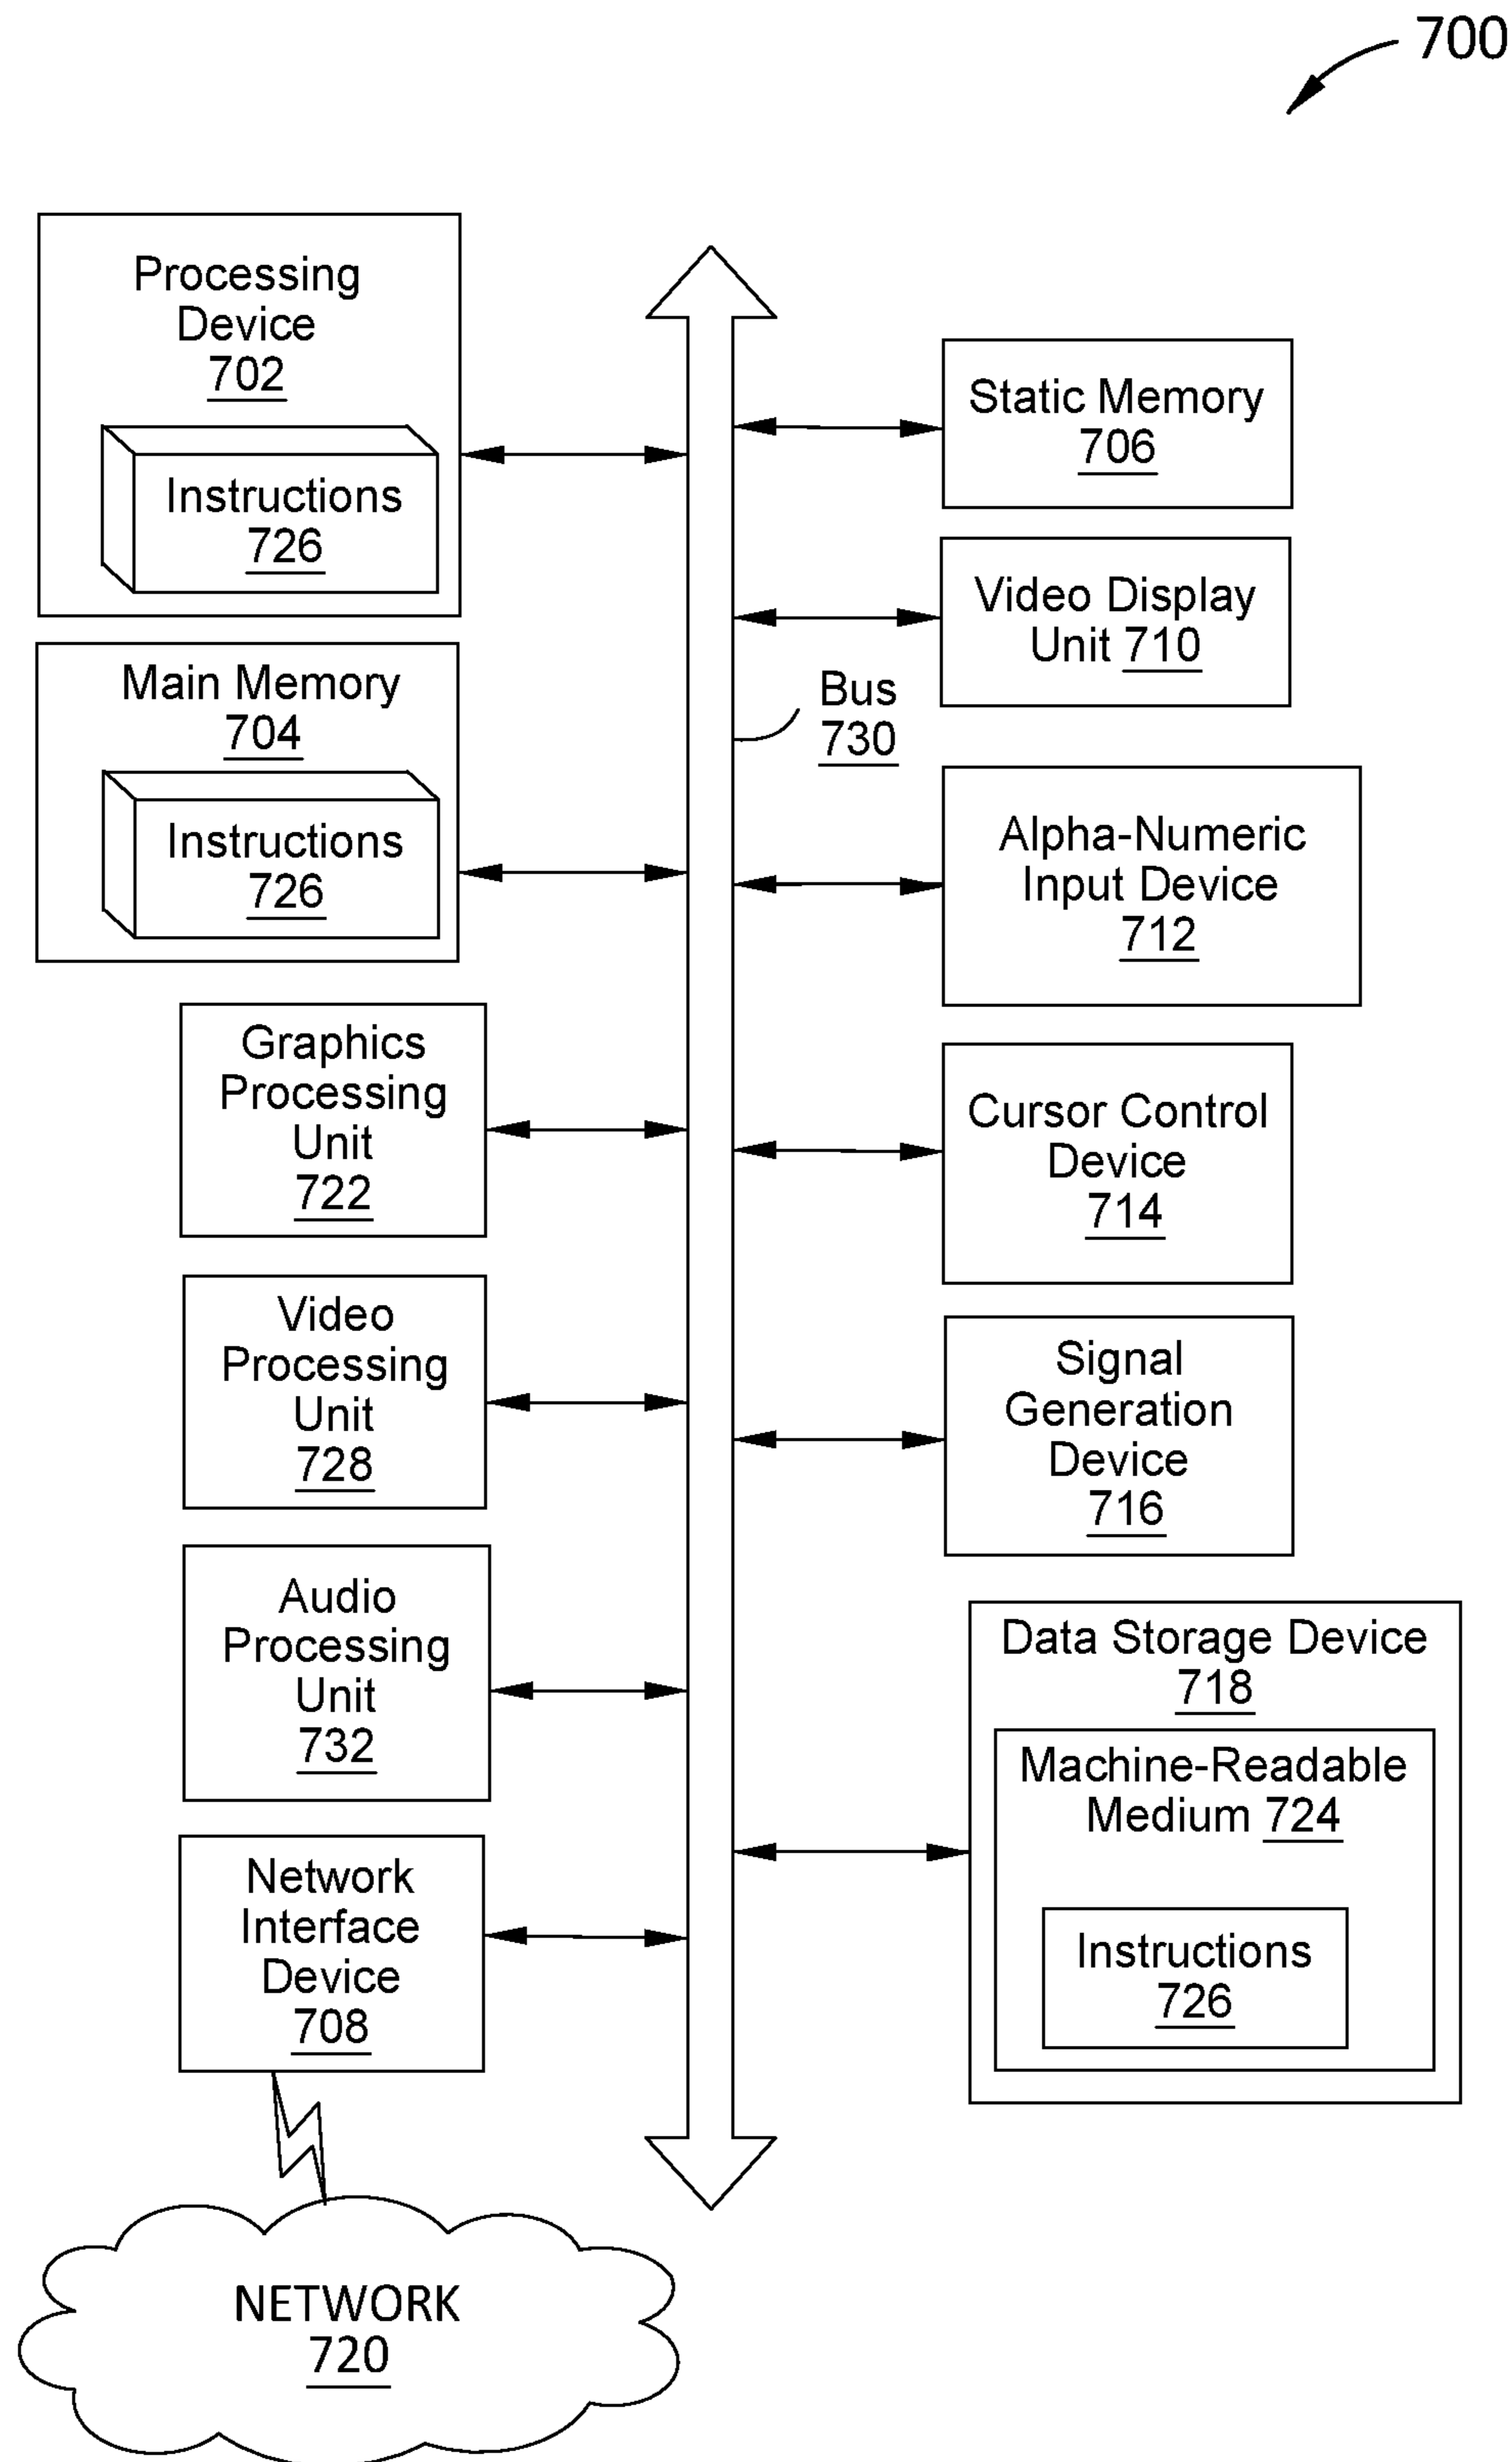 700
Processing
Device
702
Instructions
726
Main Memory
704
Instructions
726
Graphics
Processing
Unit
722
Video
Processing
Unit
728
Audio
Processing
Unit
732
Network
Interface
Device
708
NETWORK
720
Bus
730
Static Memory
706
Video Display
Unit 710
Alpha-Numeric
Input Device
712
Cursor Control
Device
714
Signal
Generation
Device
716
Data Storage Device
718
Machine-Readable
Medium 724
Instructions
726